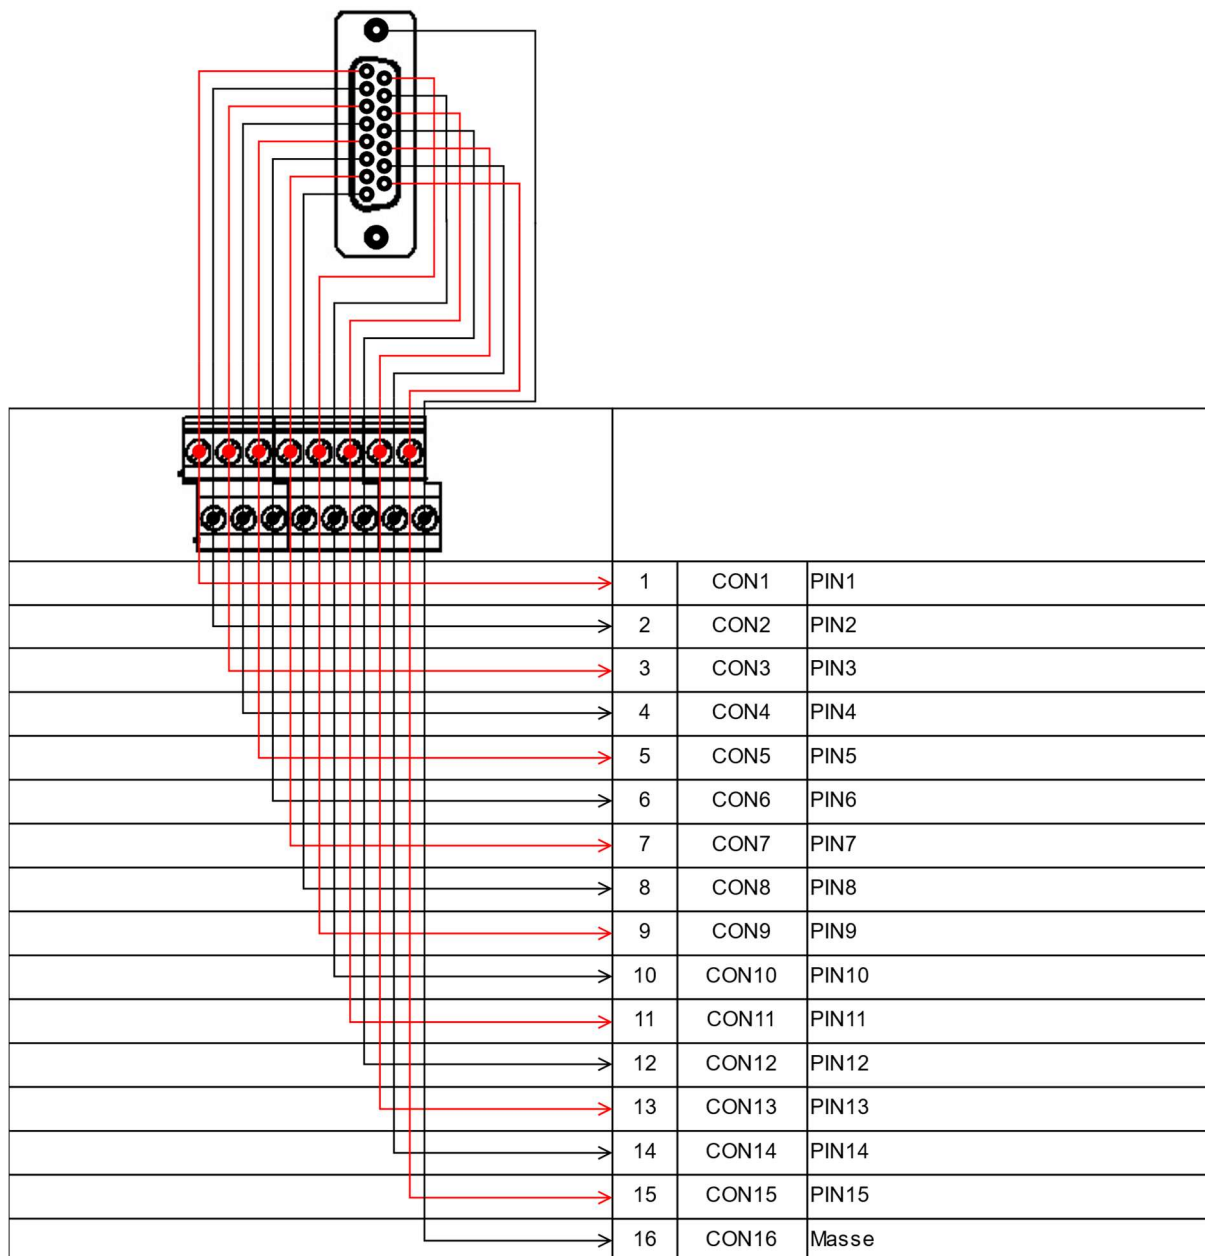 1 CON1 PIN1
2 CON2 PIN2
3 CON3 PIN3
4 CON4 PIN4
5 CON5 PIN5
6 CON6 PIN6
7 CON7 PIN7
8 CON8 PIN8
9 CON9 PIN9
10 CON10 PIN10
11 CON11 PIN11
12 CON12 PIN12
13 CON13 PIN13
14 CON14 PIN14
15 CON15 PIN15
16 CON16 Masse